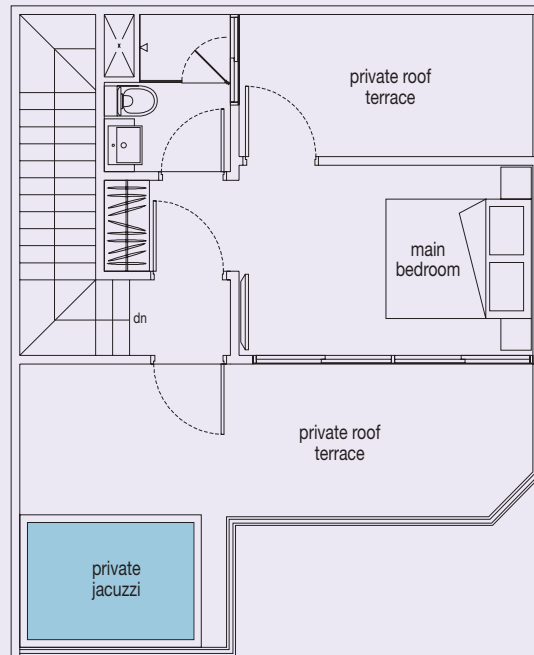 private roof
terrace
main
bedroom
dn
private roof
terrace
private
jacuzzi